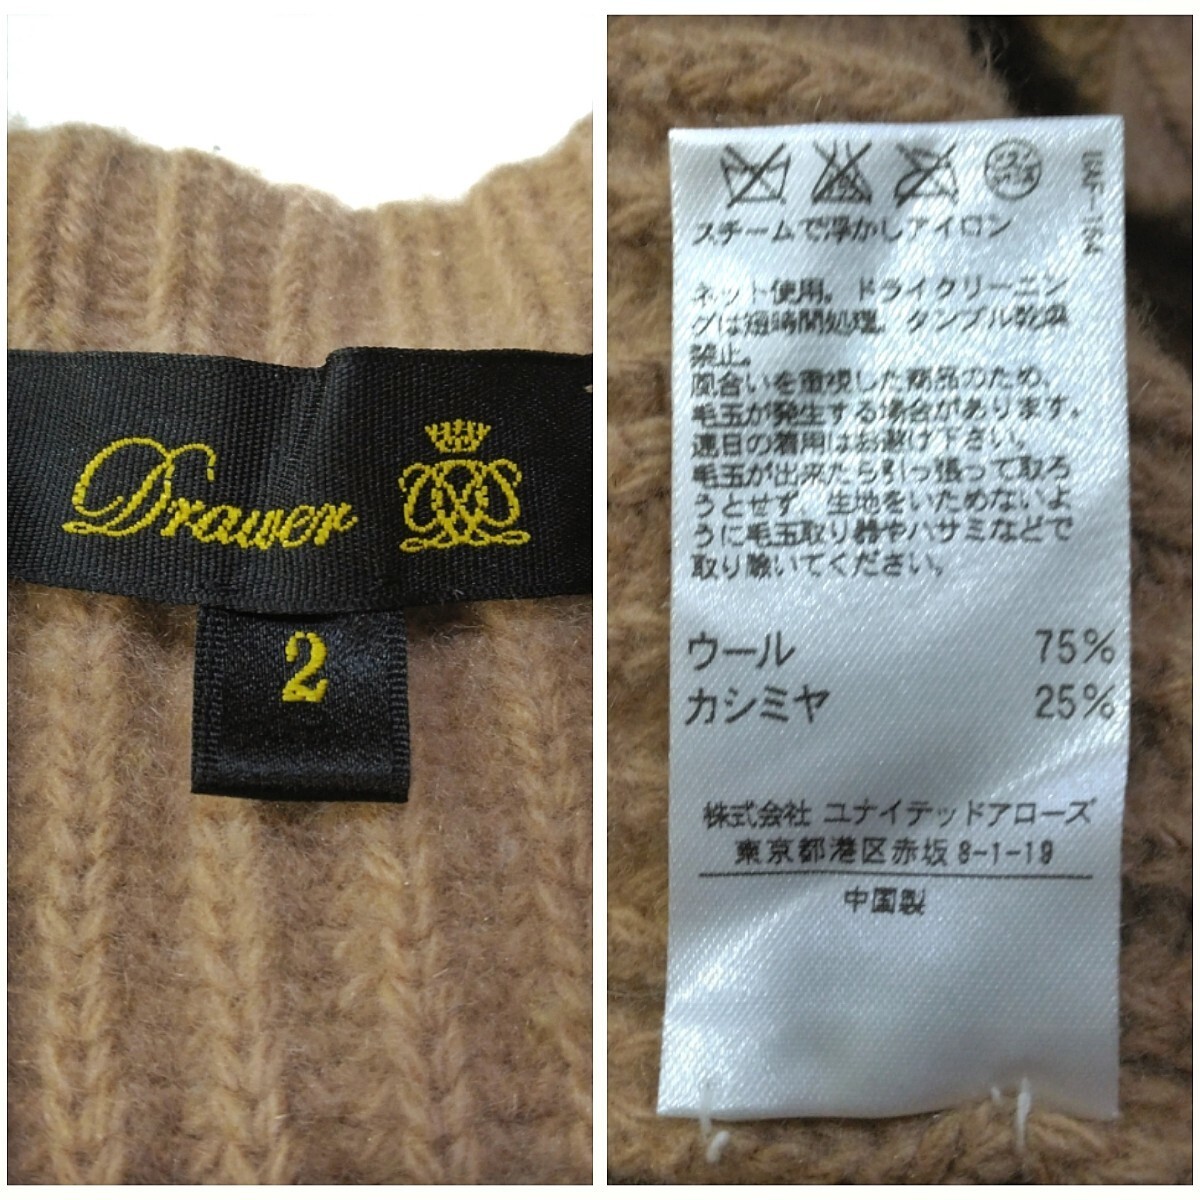 Drawer
2
スチームで浮かしアイロン
ネット使用。ドライクリーニン
グは短時間処理。タンブル乾燥
禁止。
風合いを重視した商品のため、
毛玉が発生する場合があります。
連日の着用はお避け下さい。
毛玉が出来たら引っ張って取ろ
うとせず、生地をいためないよ
うに毛玉取り器やハサミなどで
取り除いてください。
ウール 75%
カシミヤ 25%
株式会社 ユナイテッドアローズ
東京都港区赤坂8-1-19
中国製